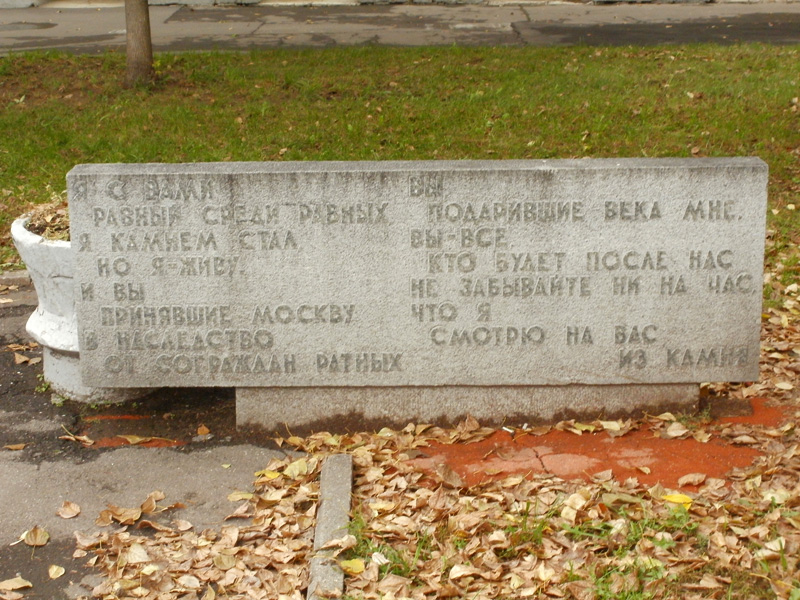 Я С ВАМИ
РАВНЫЙ СРЕДИ РАВНЫХ,
Я КАМНЕМ СТАЛ,
НО Я-ЖИВУ.
И ВЫ
ПРИНЯВШИЕ МОСКВУ
В НАСЛЕДСТВО
ОТ СОГРАЖДАН РАТНЫХ
ВЫ
ПОДАРИВШИЕ ВЕКА МНЕ,
ВЫ-ВСЕ,
КТО БУДЕТ ПОСЛЕ НАС
НЕ ЗАБЫВАЙТЕ НИ НА ЧАС,
ЧТО Я
СМОТРЮ НА ВАС
ИЗ КАМНЯ